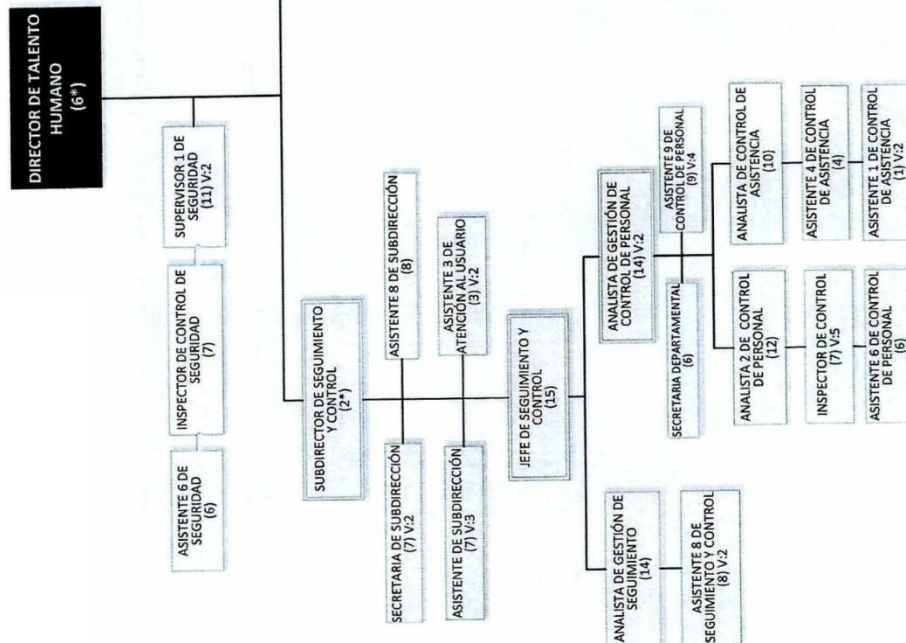 DIRECTOR DE TALENTO
HUMANO
(6*)
SUPERVISOR 1 DE
SEGURIDAD
(11) V:2
INSPECTOR DE CONTROL DE
SEGURIDAD
(7)
ASISTENTE 6 DE
SEGURIDAD
(6)
SUBDIRECTOR DE SEGUIMIENTO
Y CONTROL
(2*)
ASISTENTE 8 DE SUBDIRECCIÓN
(8)
SECRETARIA DE SUBDIRECCIÓN
(7) V:2
ASISTENTE 3 DE
ATENCIÓN AL USUARIO
(3) V:2
ASISTENTE DE SUBDIRECCIÓN
(7) V:3
JEFE DE SEGUIMIENTO Y
CONTROL
(15)
ANALISTA DE GESTIÓN DE
SEGUIMIENTO
(14)
ASISTENTE 8 DE
SEGUIMIENTO Y CONTROL
(8) V:2
ANALISTA DE GESTIÓN DE
CONTROL DE PERSONAL
(14) V:2
SECRETARIA DEPARTAMENTAL
(6)
ASISTENTE 9 DE
CONTROL DE PERSONAL
(9) V:4
ANALISTA 2 DE CONTROL
DE PERSONAL
(12)
INSPECTOR DE CONTROL
(7) V:5
ASISTENTE 6 DE CONTROL
DE PERSONAL
(6)
ANALISTA DE CONTROL DE
ASISTENCIA
(10)
ASISTENTE 4 DE CONTROL
DE ASISTENCIA
(4)
ASISTENTE 1 DE CONTROL
DE ASISTENCIA
(1) V:2